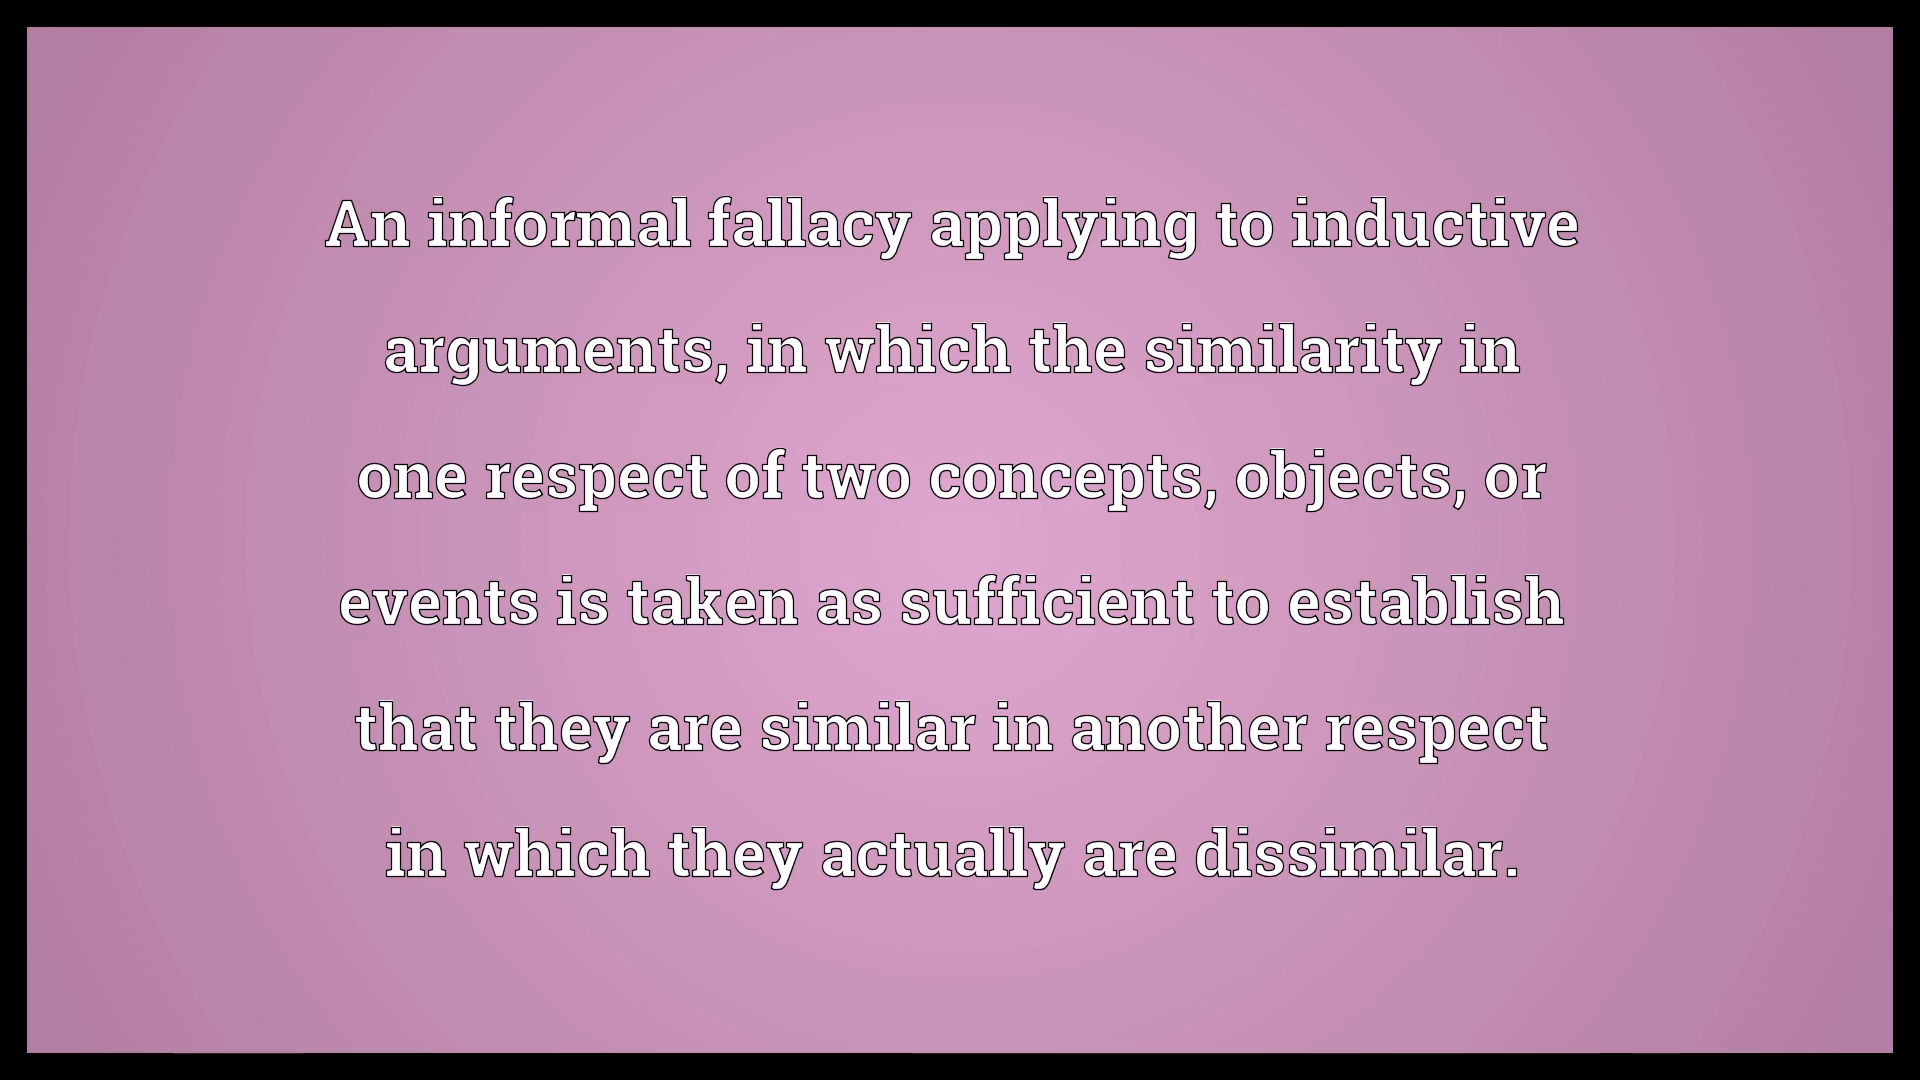 An informal fallacy applying to inductive
arguments, in which the similarity in
one respect of two concepts, objects, or
events is taken as sufficient to establish
that they are similar in another respect
in which they actually are dissimilar.